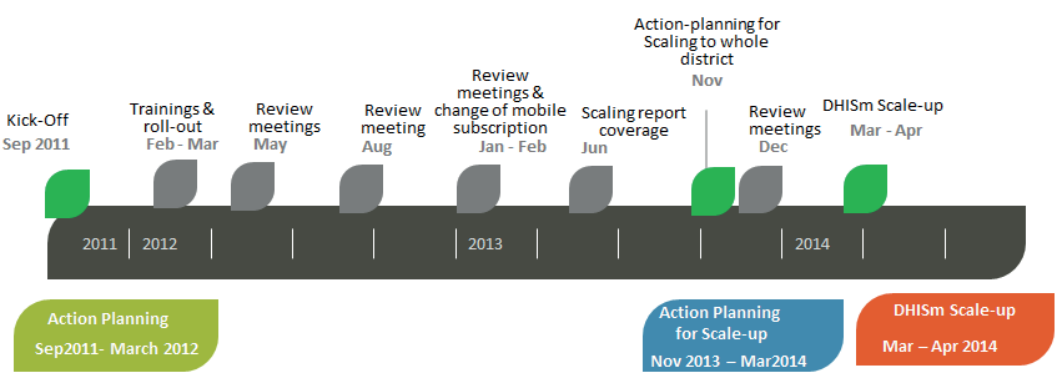 Kick-Off
Sep 2011
Trainings &
roll-out
Feb - Mar
Review
meetings
May
Review
meeting
Aug
Review
meetings &
change of mobile
subscription
Jan - Feb
Scaling report
coverage
Jun
Action-planning for
Scaling to whole
district
Nov
Review
meetings
Dec
DHISm Scale-up
Mar - Apr
2011
2012
2013
2014
Action Planning
Sep2011- March 2012
Action Planning
for Scale-up
Nov 2013 – Mar2014
DHISm Scale-up
Mar – Apr 2014